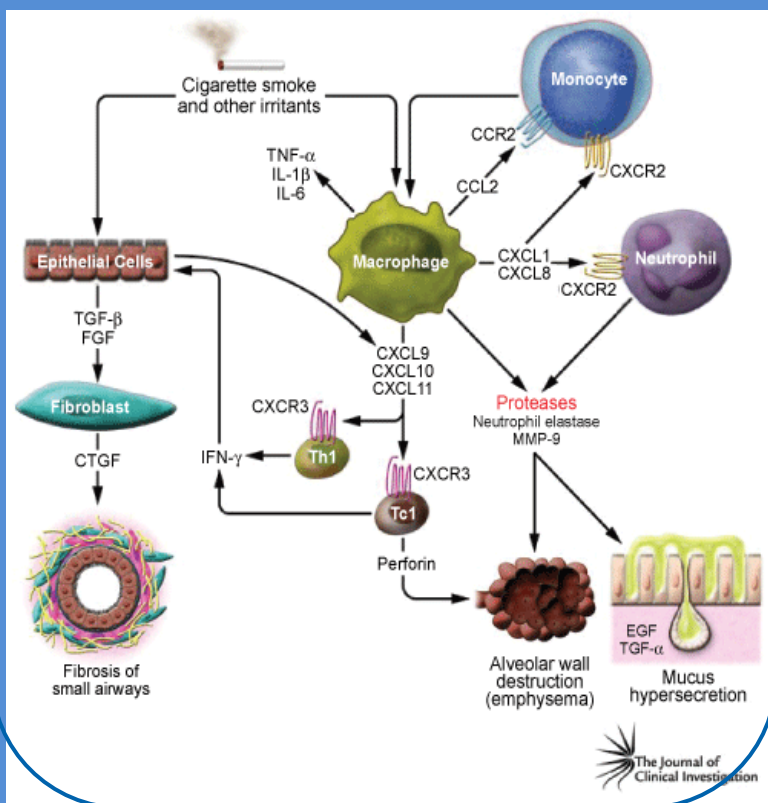 Cigarette smoke
and other irritants
Monocyte
CCR2
CXCR2
TNF-α
IL-1β
IL-6
CCL2
Epithelial Cells
Macrophage
CXCL1
CXCL8
CXCR2
Neutrophil
TGF-β
FGF
CXCL9
CXCL10
CXCL11
Fibroblast
CXCR3
Proteases
Neutrophil elastase
MMP-9
CTGF
IFN-γ
Th1
CXCR3
Tc1
Perforin
EGF
TGF-α
Fibrosis of
small airways
Alveolar wall
destruction
(emphysema)
Mucus
hypersecretion
The Journal of
Clinical Investigation